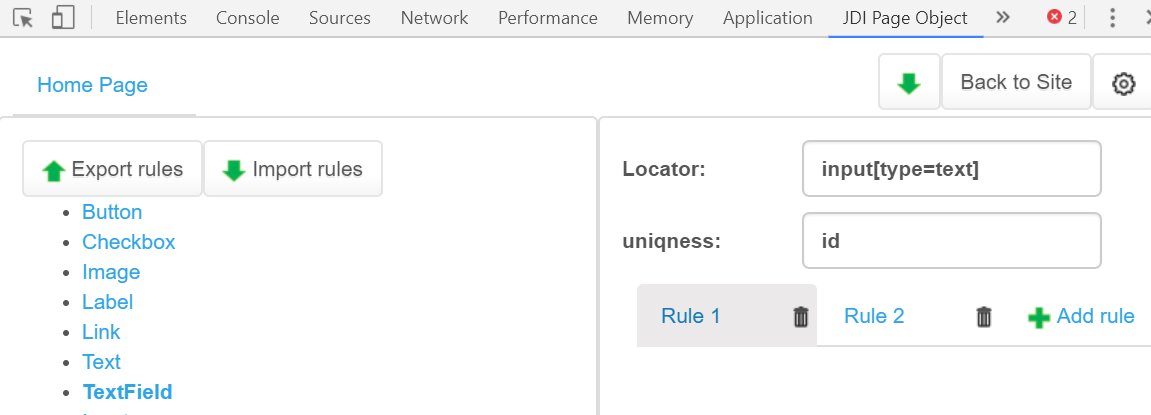 Elements Console Sources Network Performance Memory Application JDI Page Object » 2
Home Page
Back to Site
Export rules Import rules
Button
Checkbox
Image
Label
Link
Text
TextField
Locator: input[type=text]
uniqness: id
Rule 1 Rule 2 Add rule